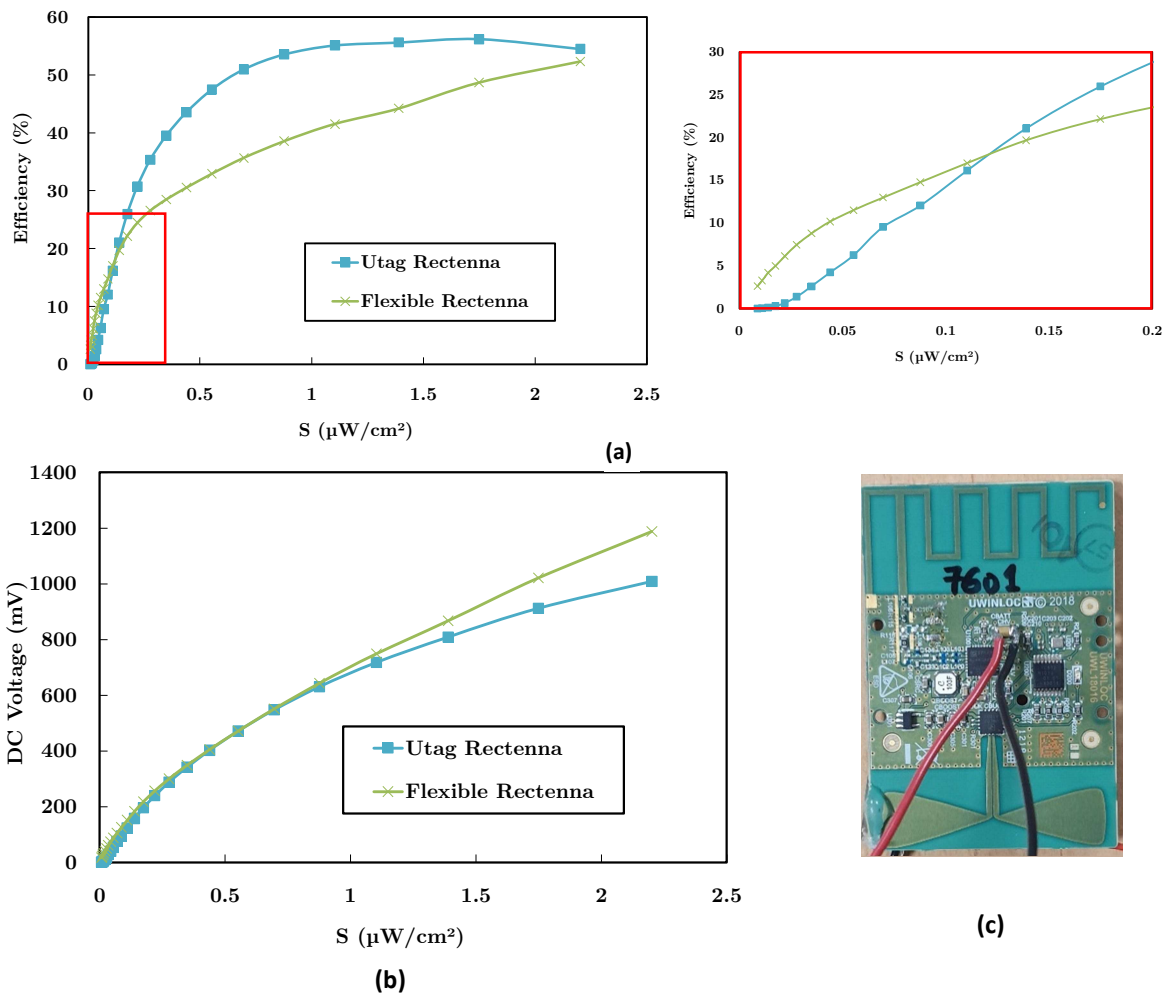 60
50
40
30
20
10
0
Efficiency (%)
0 0.5 1 1.5 2 2.5
S (µW/cm²)
Utag Rectenna
Flexible Rectenna
30
25
20
15
10
5
0
Efficiency (%)
0 0.05 0.1 0.15 0.2
S (µW/cm²)
(a)
1400
1200
1000
800
600
400
200
0
DC Voltage (mV)
0 0.5 1 1.5 2 2.5
S (µW/cm²)
Utag Rectenna
Flexible Rectenna
(b)
7601
UWINLOC © 2018
UWINLOC
(c)